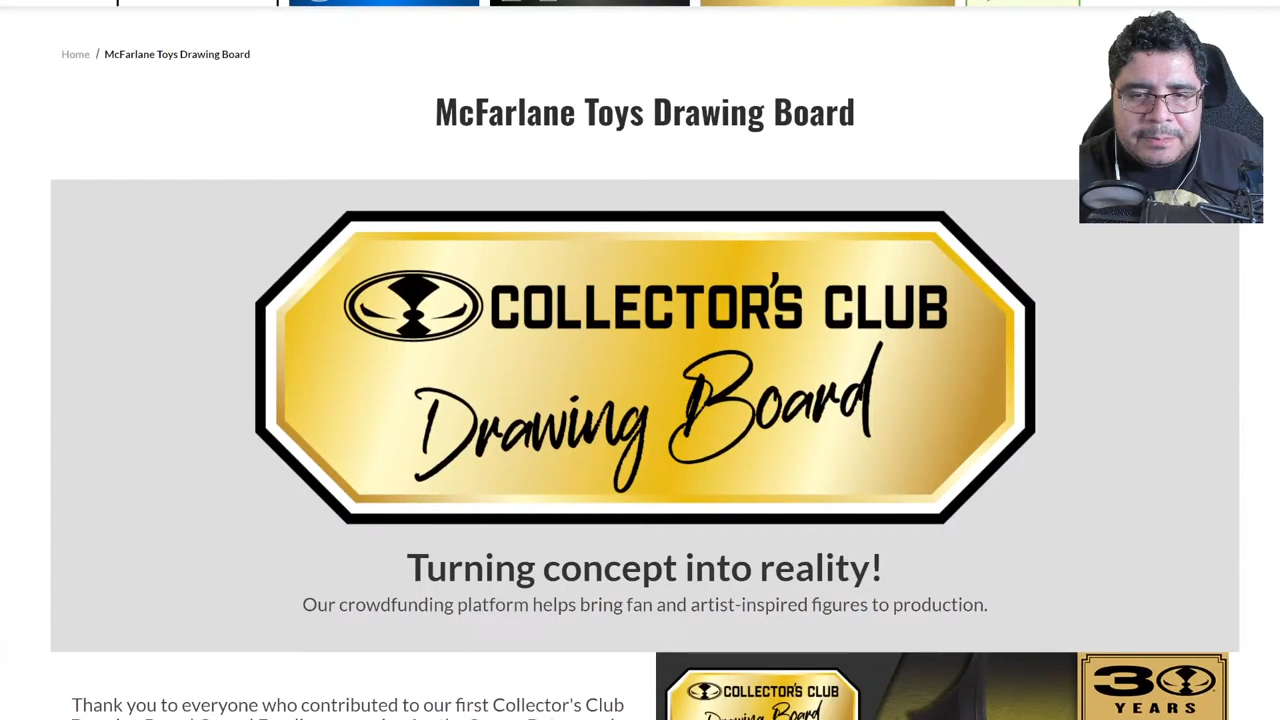 Home / McFarlane Toys Drawing Board
McFarlane Toys Drawing Board
COLLECTOR'S CLUB
Drawing Board
Turning concept into reality!
Our crowdfunding platform helps bring fan and artist-inspired figures to production.
Thank you to everyone who contributed to our first Collector's Club
COLLECTOR'S CLUB
Drawing Board
30
YEARS